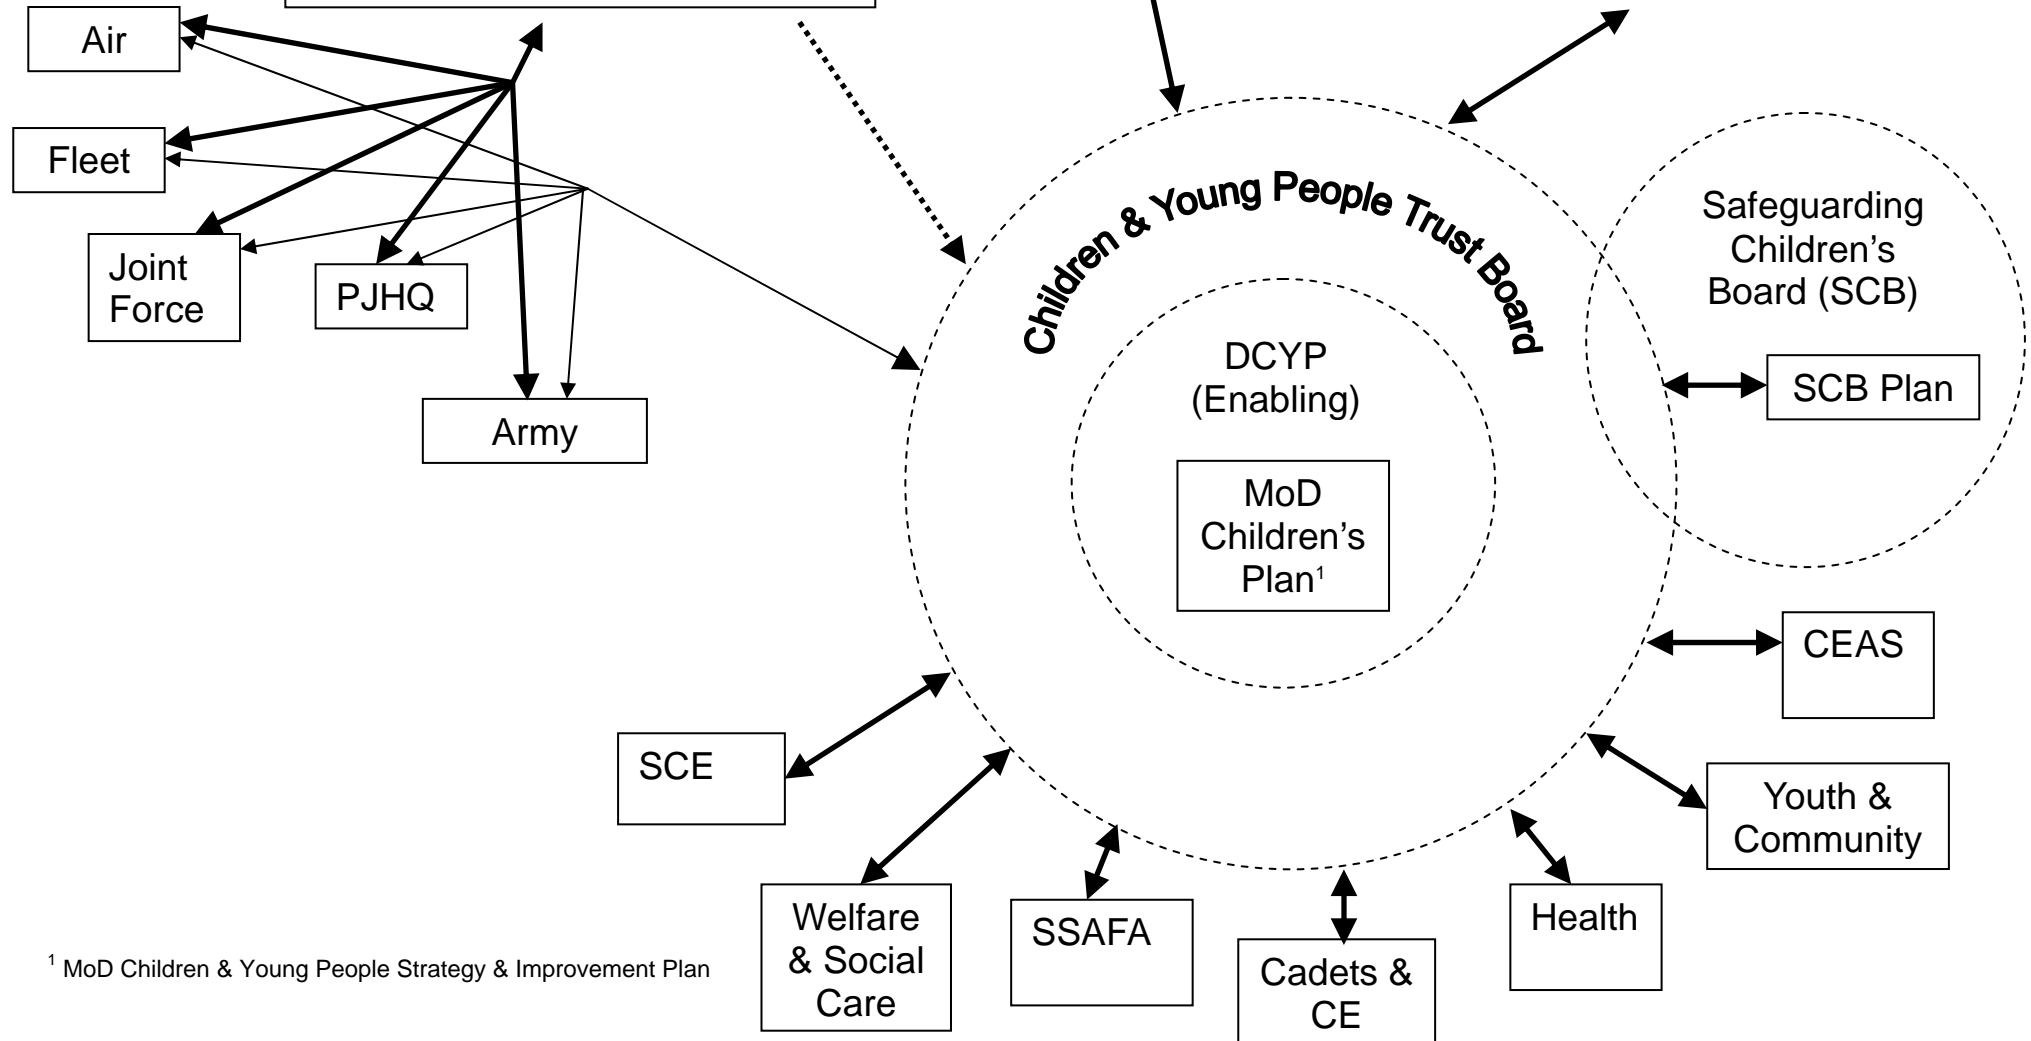 Air
Fleet
Joint
Force
PJHQ
Army
Children & Young People Trust Board
DCYP
(Enabling)
MoD
Children’s
Plan¹
Safeguarding
Children’s
Board (SCB)
SCB Plan
CEAS
Youth &
Community
Health
Cadets &
CE
SSAFA
Welfare
& Social
Care
SCE
¹ MoD Children & Young People Strategy & Improvement Plan